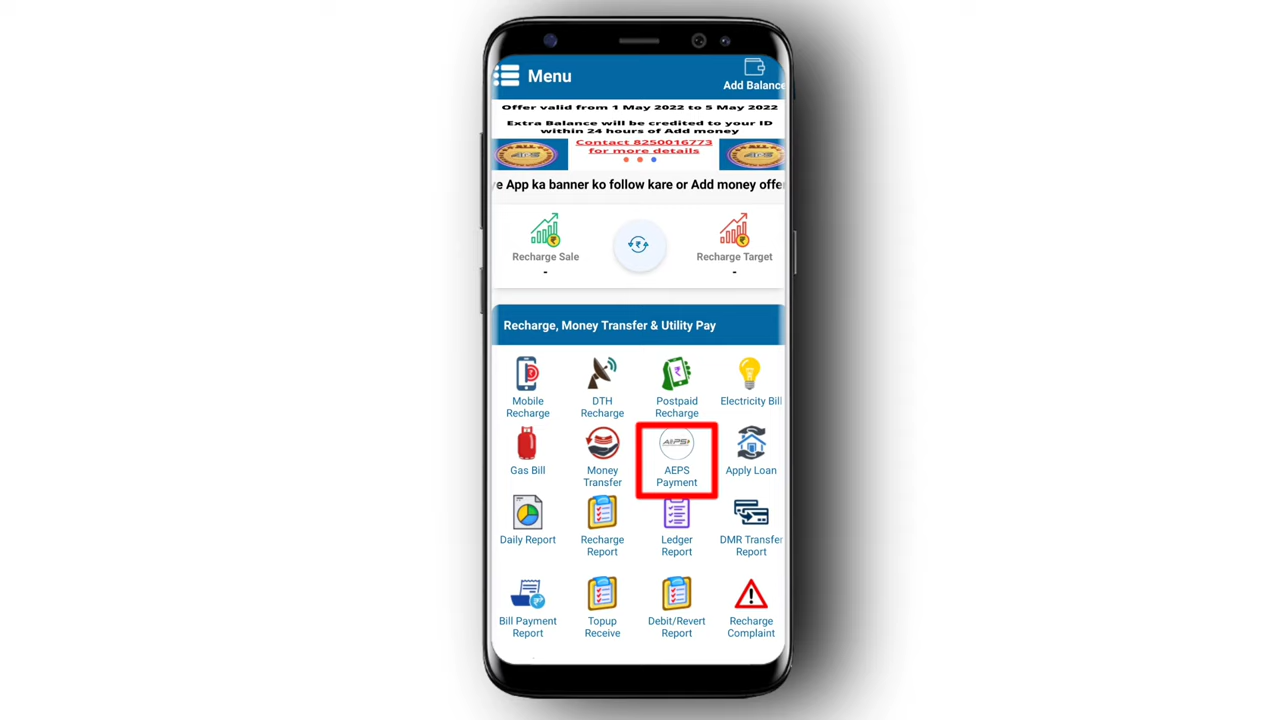 Menu
Add Balance
Offer valid from 1 May 2022 to 5 May 2022
Extra Balance will be credited to your ID
within 24 hours of Add money
Contact 8250016773
for more details
ye App ka banner ko follow kare or Add money offe
Recharge Sale
-
Recharge Target
-
Recharge, Money Transfer & Utility Pay
Mobile
Recharge
DTH
Recharge
Postpaid
Recharge
Electricity Bill
Gas Bill
Money
Transfer
AEPS
AEPS
Payment
Apply Loan
Daily Report
Recharge
Report
Ledger
Report
DMR Transfer
Report
Bill Payment
Report
Topup
Receive
Debit/Revert
Report
Recharge
Complaint